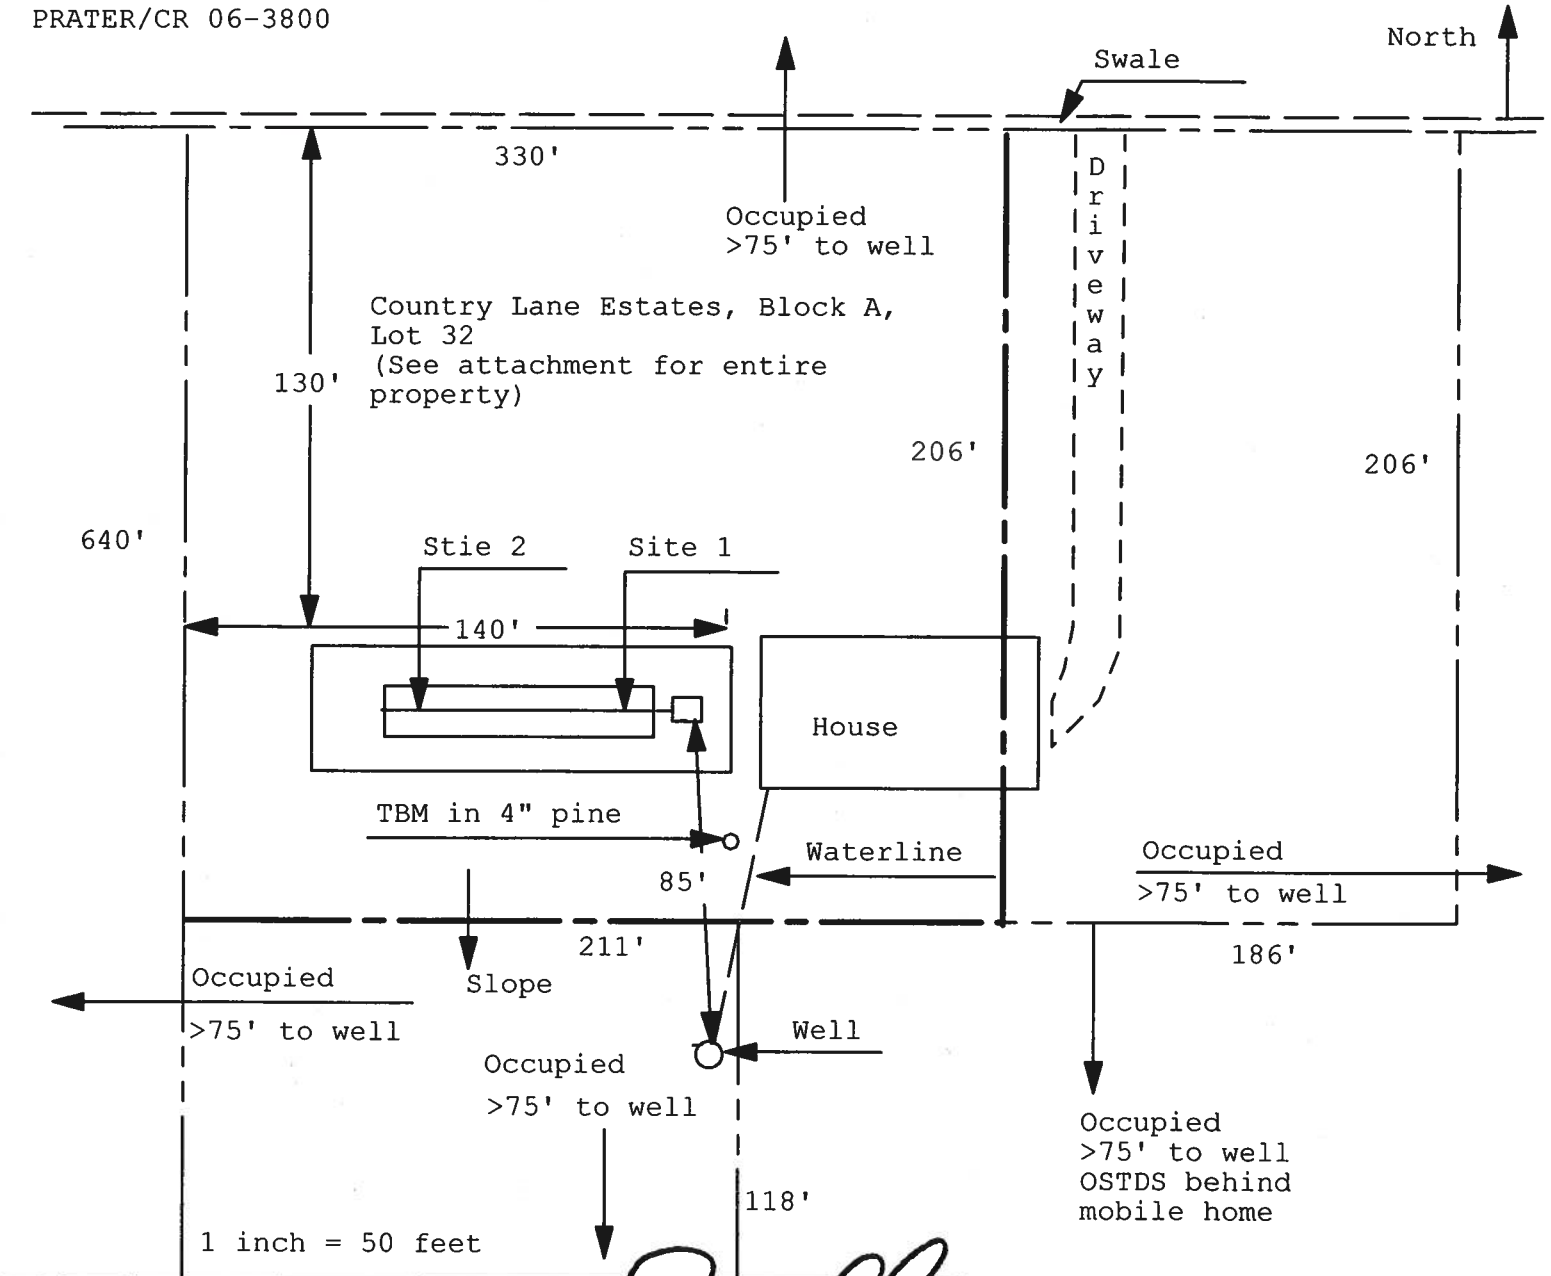 PRATER/CR 06-3800
North
Swale
330'
Driveway
Occupied
>75' to well
Country Lane Estates, Block A,
Lot 32
(See attachment for entire
property)
130'
206'
206'
640'
Stie 2
Site 1
140'
House
TBM in 4" pine
Waterline
Occupied
>75' to well
85'
211'
186'
Occupied
>75' to well
Slope
Well
Occupied
>75' to well
Occupied
>75' to well
OSTDS behind
mobile home
118'
1 inch = 50 feet